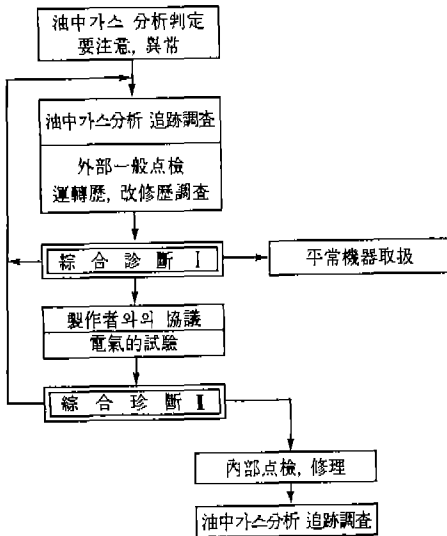 油中가스 分析判定
要注意, 異常
油中가스分析 追跡調査
外部一般点檢
運轉歷, 改修歷調査
綜合診斷 I
平常機器取扱
製作者와의 協議
電氣的試驗
綜合珍斷 II
內部点檢, 修理
油中가스分析 追跡調査